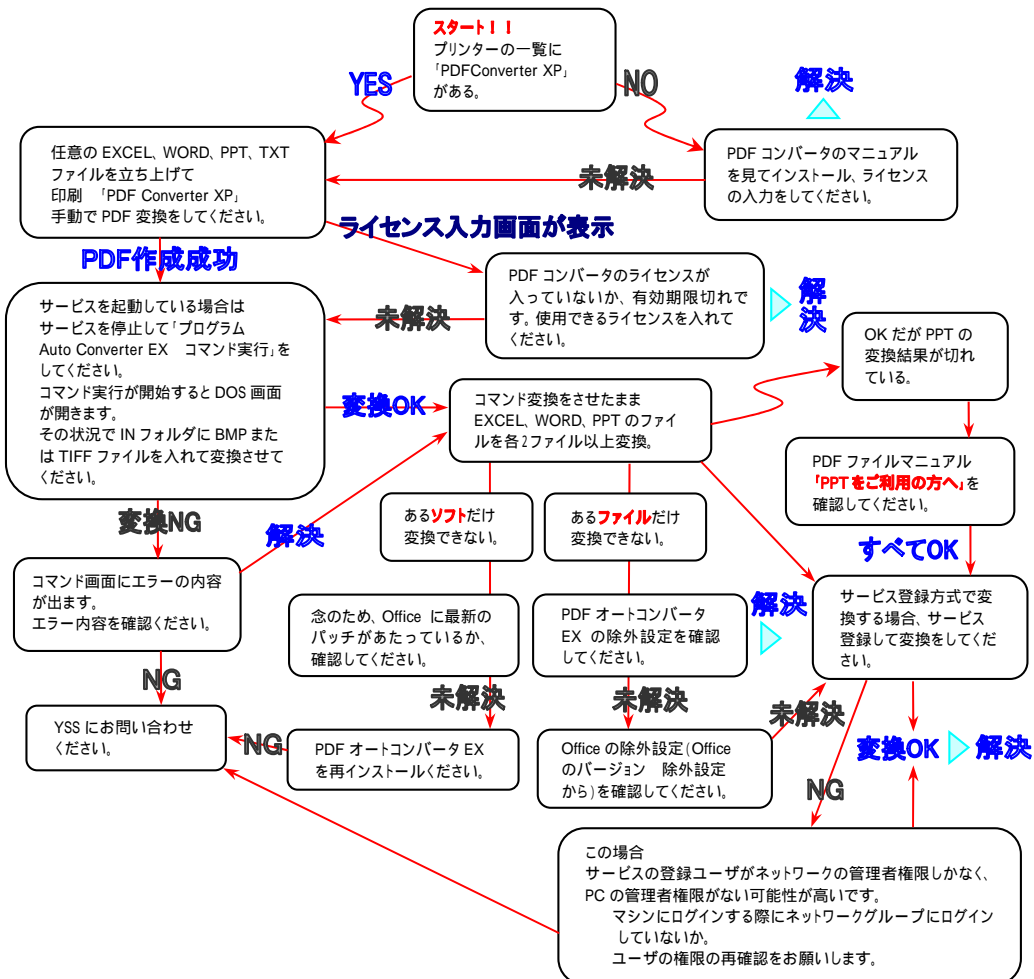 スタート!!
プリンターの一覧に
「PDFConverter XP」
がある。
YES
NO
解決
任意の EXCEL、WORD、PPT、TXT
ファイルを立ち上げて
印刷 「PDF Converter XP」
手動で PDF 変換をしてください。
未解決
PDF コンバータのマニュアル
を見てインストール、ライセンス
の入力をしてください。
ライセンス入力画面が表示
PDF作成成功
サービスを起動している場合は
サービスを停止して「プログラム
Auto Converter EX コマンド実行」を
してください。
コマンド実行が開始すると DOS 画面
が開きます。
その状況で IN フォルダに BMP また
は TIFF ファイルを入れて変換させて
ください。
未解決
PDF コンバータのライセンスが
入っていないか、有効期限切れで
す。使用できるライセンスを入れて
ください。
解
決
OK だが PPT の
変換結果が切れ
ている。
変換OK
コマンド変換をさせたまま
EXCEL、WORD、PPT のファイ
ルを各2ファイル以上変換。
PDF ファイルマニュアル
「PPT をご利用の方へ」を
確認してください。
変換NG
解決
あるソフトだけ
変換できない。
あるファイルだけ
変換できない。
すべてOK
コマンド画面にエラーの内容
が出ます。
エラー内容を確認ください。
念のため、Office に最新の
パッチがあたっているか、
確認してください。
PDF オートコンバータ
EX の除外設定を確認
してください。
解決
サービス登録方式で変
換する場合、サービス
登録して変換をしてくだ
さい。
NG
未解決
未解決
未解決
YSS にお問い合わせ
ください。
NG
PDF オートコンバータ EX
を再インストールください。
Office の除外設定(Office
のバージョン 除外設定
から)を確認してください。
変換OK
解決
NG
この場合
サービスの登録ユーザがネットワークの管理者権限しかなく、
PC の管理者権限がない可能性が高いです。
マシンにログインする際にネットワークグループにログイン
していないか。
ユーザの権限の再確認をお願いします。